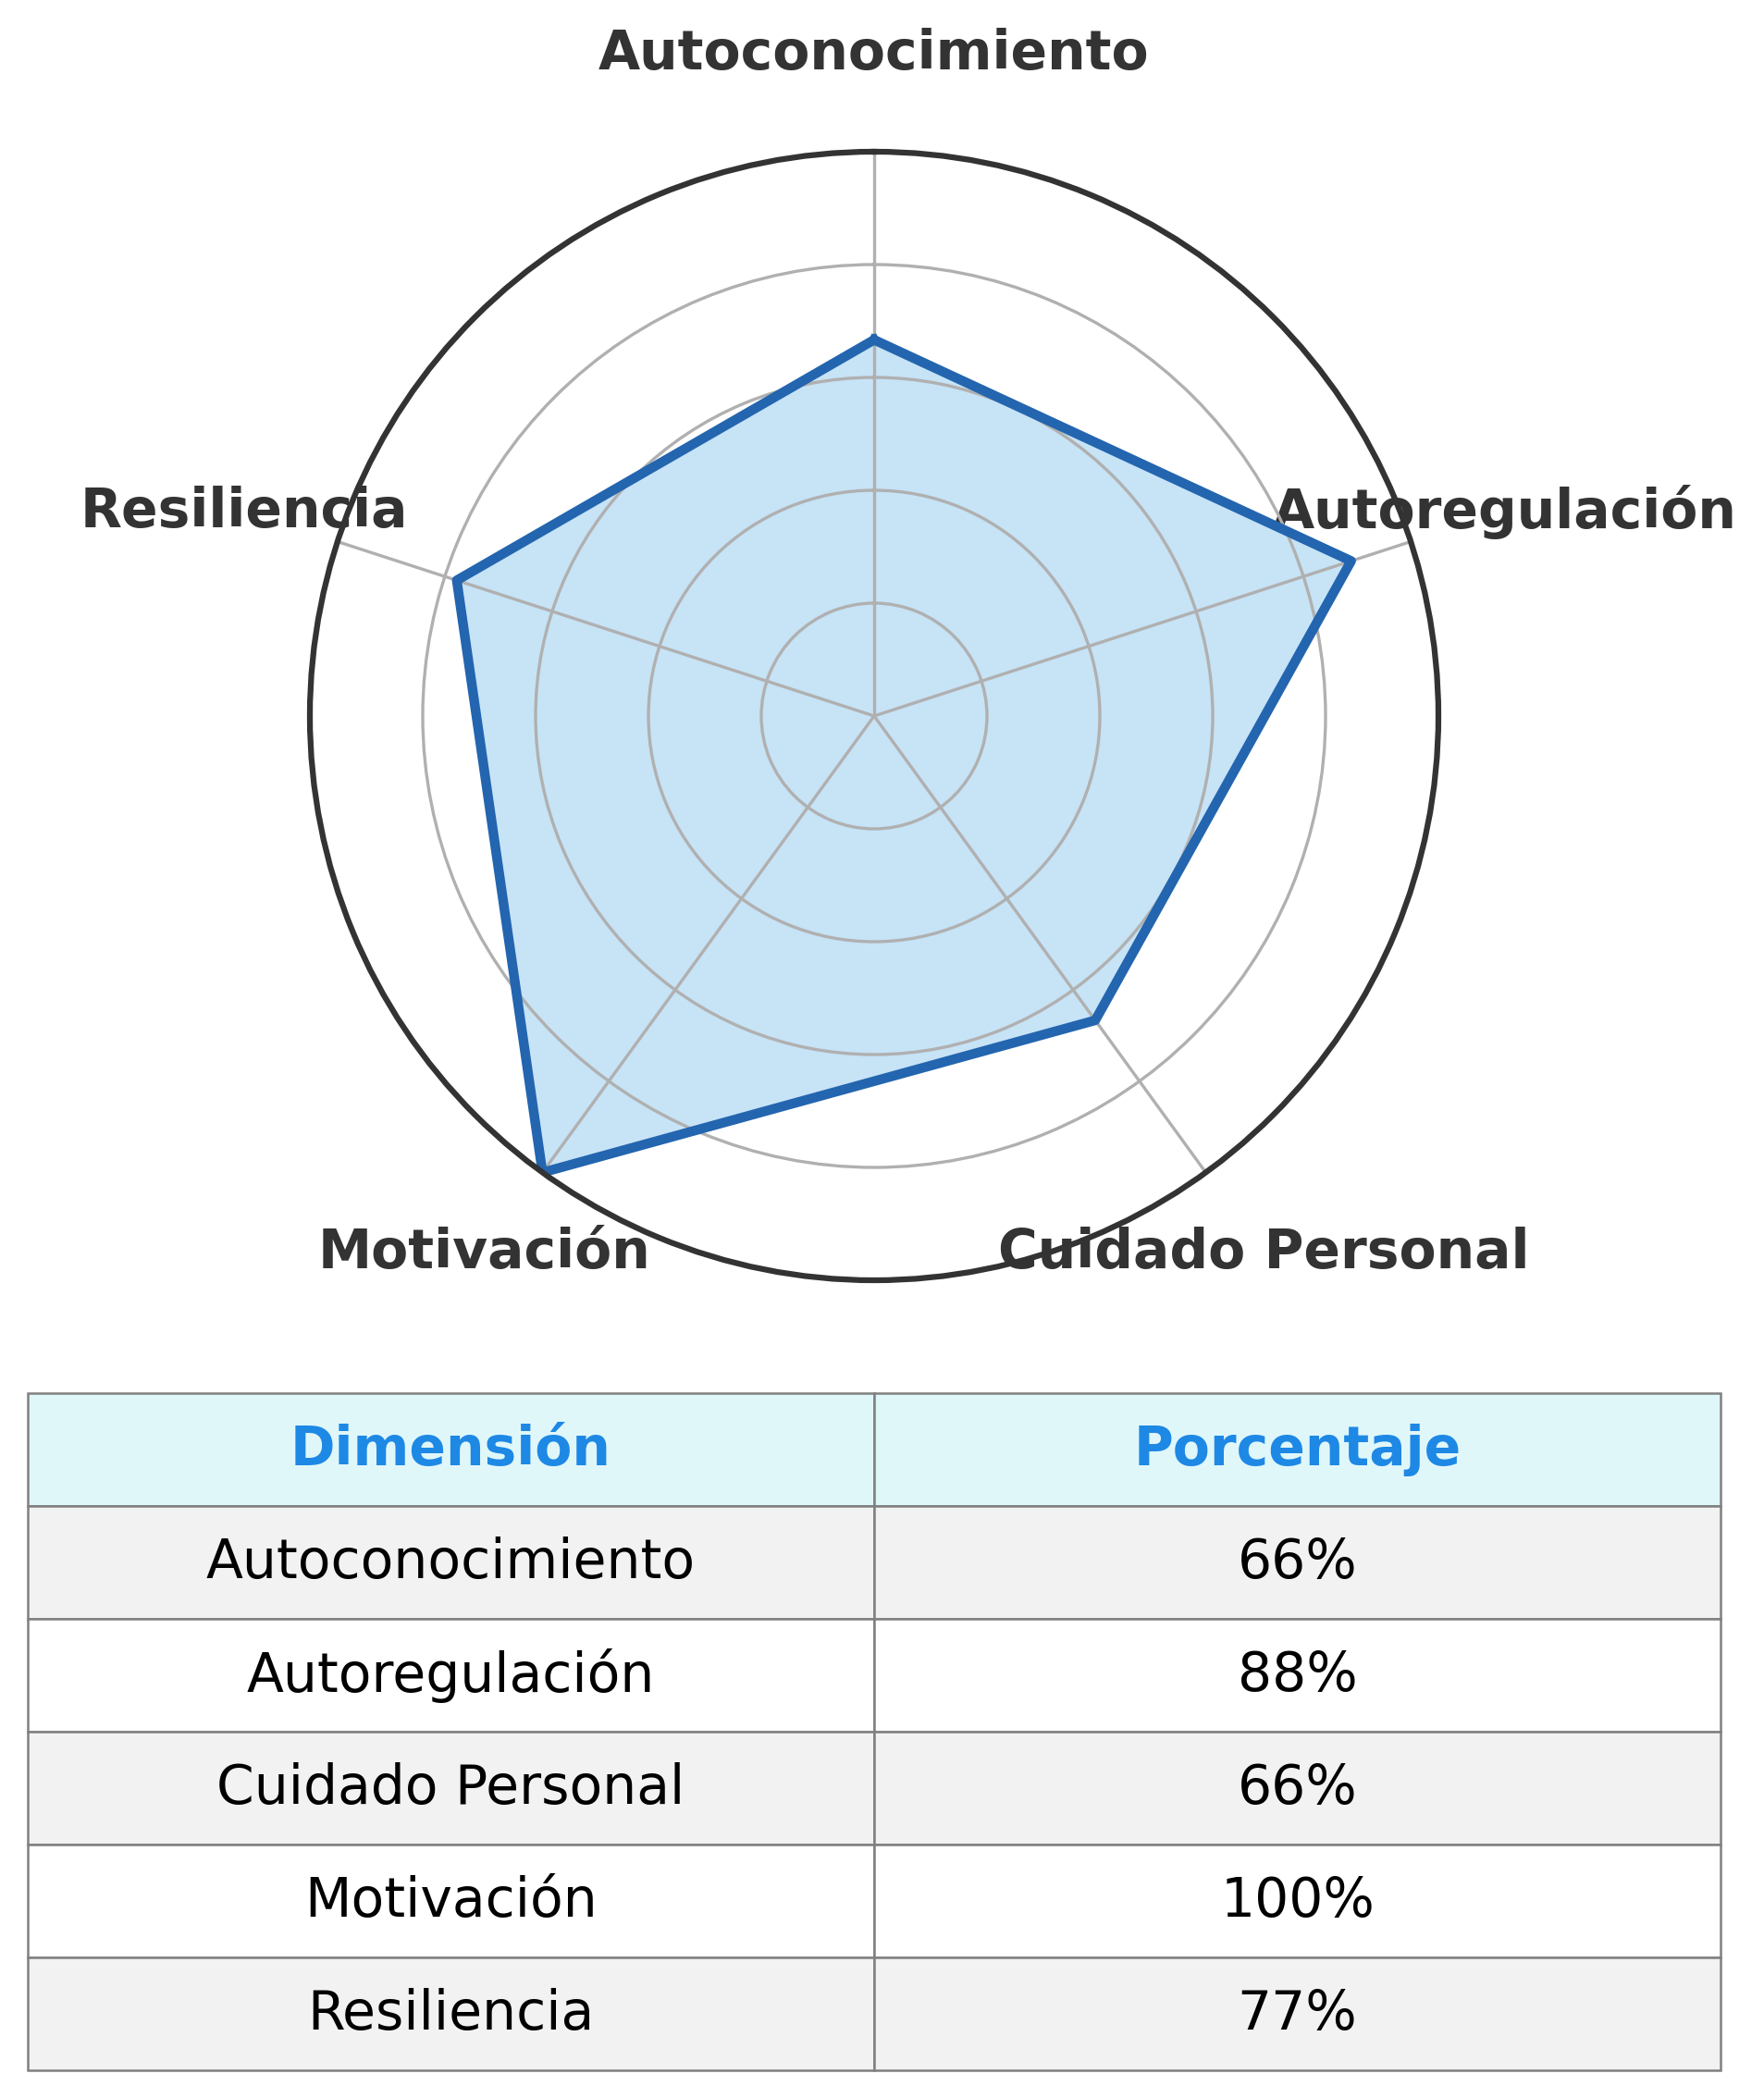 Autoconocimiento
Resiliencia
Autoregulación
Motivación
Cuidado Personal
Dimensión Porcentaje
Autoconocimiento 66%
Autoregulación 88%
Cuidado Personal 66%
Motivación 100%
Resiliencia 77%